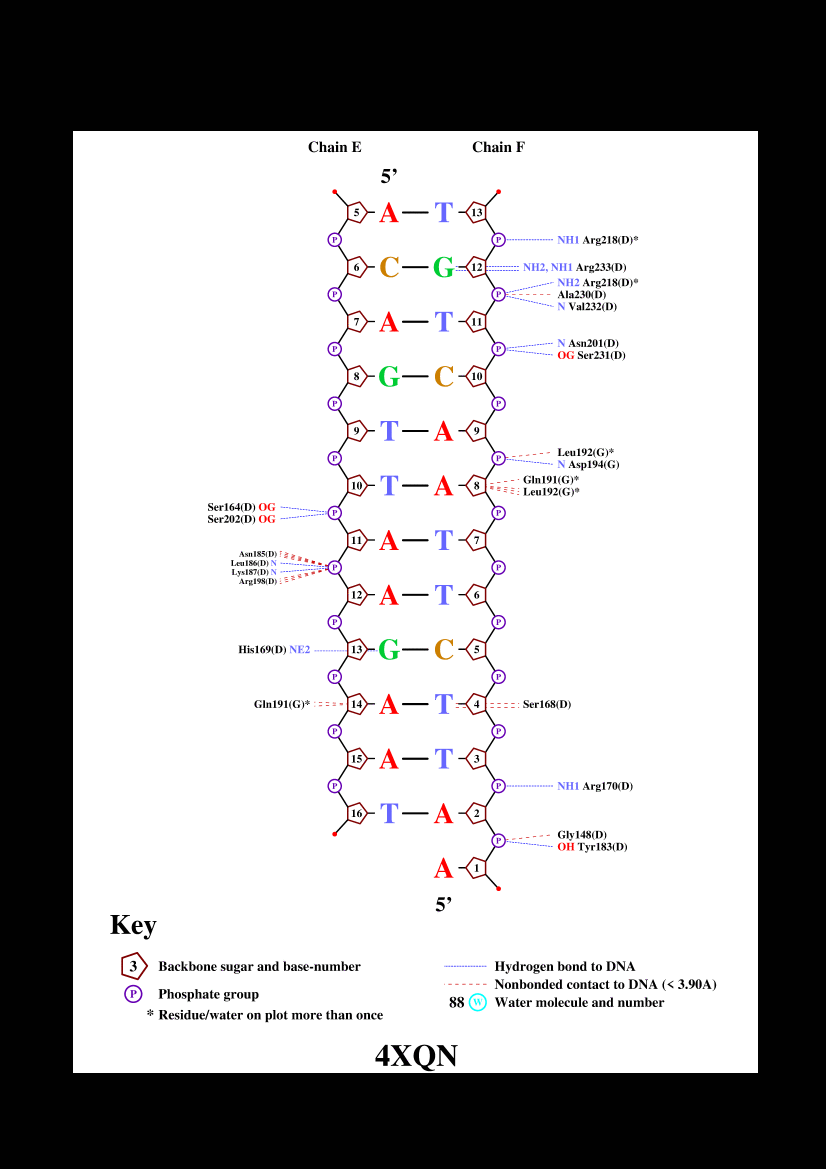 Chain E Chain F
5’
5 A T 13
P P NH1 Arg218(D)*
6 C G 12 NH2, NH1 Arg233(D)
NH2 Arg218(D)*
P P Ala230(D)
N Val232(D)
7 A T 11
N Asn201(D)
P P
OG Ser231(D)
8 G C 10
P P
9 T A 9
Leu192(G)*
P P
N Asp194(G)
Gln191(G)*
10 T A 8
Leu192(G)*
Ser164(D) OG
P P
Ser202(D) OG
11 A T 7
Asn185(D)
Leu186(D) N
P P
Lys187(D) N
Arg198(D)
12 A T 6
P P
His169(D) NE2 13 G C 5
P P
Gln191(G)* 14 A T 4 Ser168(D)
P P
15 A T 3
P P NH1 Arg170(D)
16 T A 2
Gly148(D)
P
OH Tyr183(D)
A 1
5’
Key
3 Backbone sugar and base-number
P Phosphate group
* Residue/water on plot more than once
Hydrogen bond to DNA
Nonbonded contact to DNA (< 3.90A)
88 W Water molecule and number
4XQN